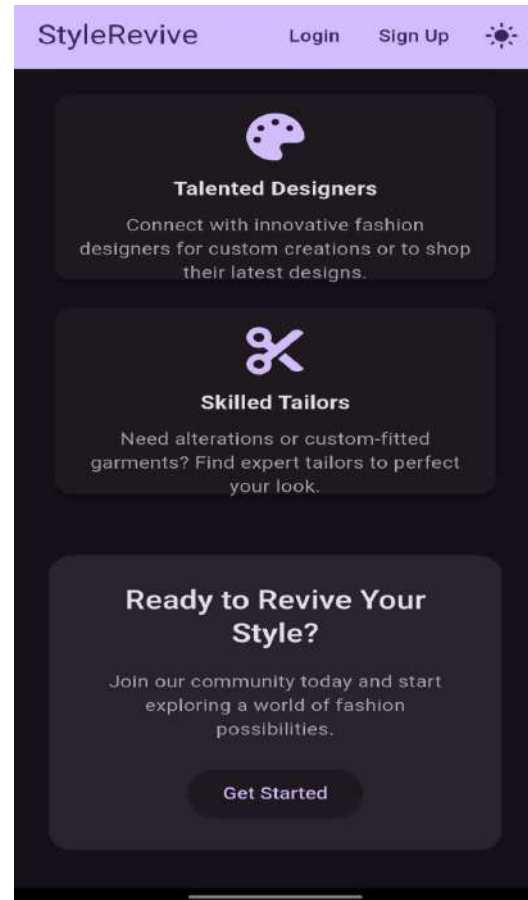 StyleRevive Login Sign Up
Talented Designers
Connect with innovative fashion
designers for custom creations or to shop
their latest designs.
Skilled Tailors
Need alterations or custom-fitted
garments? Find expert tailors to perfect
your look.
Ready to Revive Your
Style?
Join our community today and start
exploring a world of fashion
possibilities.
Get Started